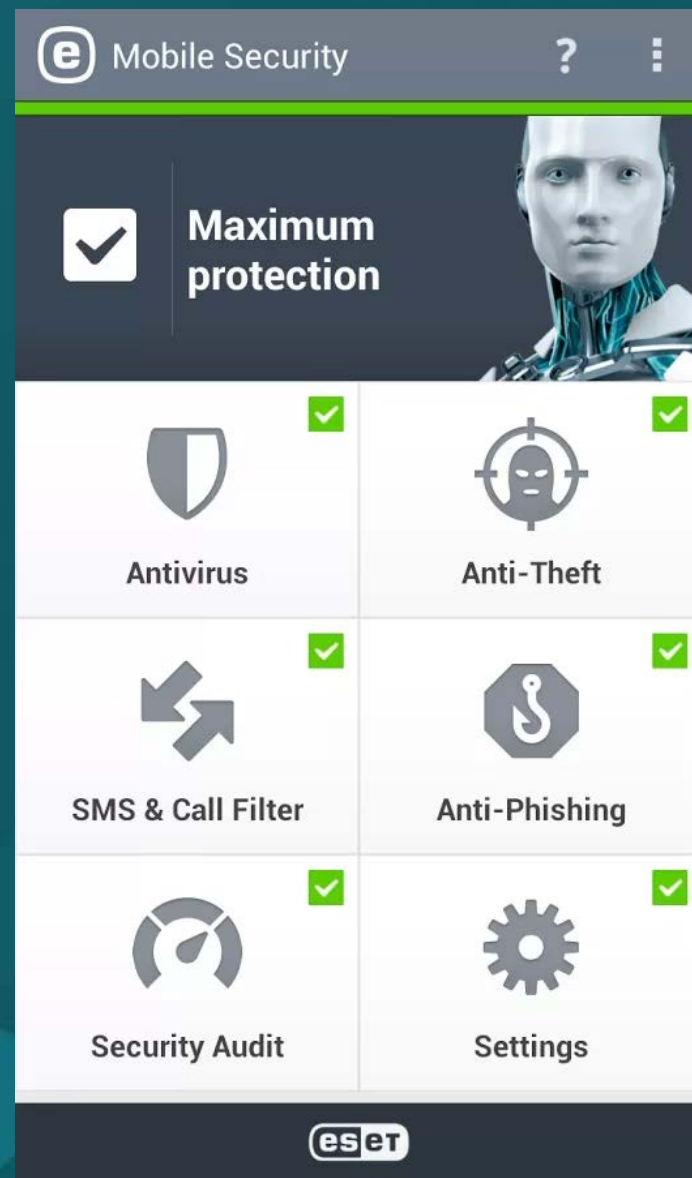 e Mobile Security ?
Maximum
protection
Antivirus
Anti-Theft
SMS & Call Filter
Anti-Phishing
Security Audit
Settings
eseT